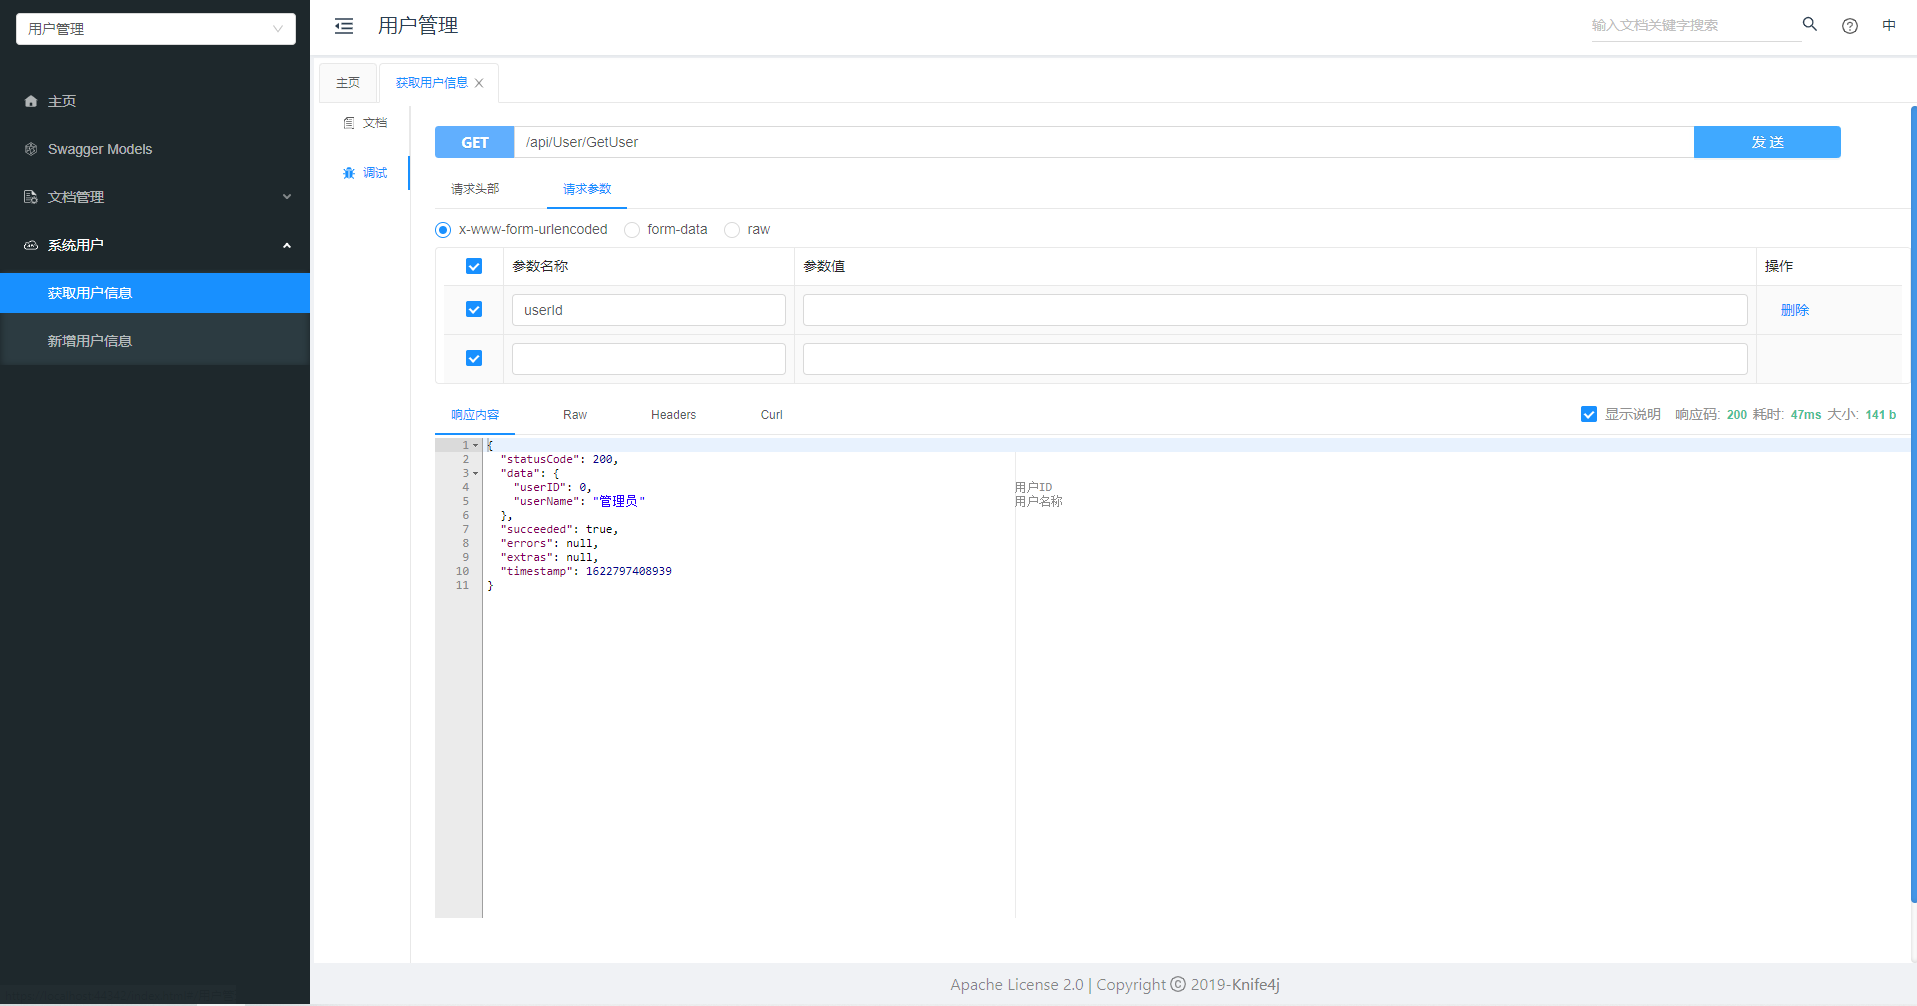 用户管理
主页
Swagger Models
文档管理
系统用户
获取用户信息
新增用户信息
用户管理
输入文档关键字搜索
中
主页
获取用户信息
文档
调试
GET /api/User/GetUser 发 送
请求头部 请求参数
x-www-form-urlencoded form-data raw
参数名称 参数值 操作
userId 删除
响应内容 Raw Headers Curl 显示说明 响应码: 200 耗时: 47ms 大小: 141 b
1 {
2 "statusCode": 200,
3 "data": {
4 "userID": 0, 用户ID
5 "userName": "管理员" 用户名称
6 },
7 "succeeded": true,
8 "errors": null,
9 "extras": null,
10 "timestamp": 1622797408939
11 }
Apache License 2.0 | Copyright © 2019-Knife4j